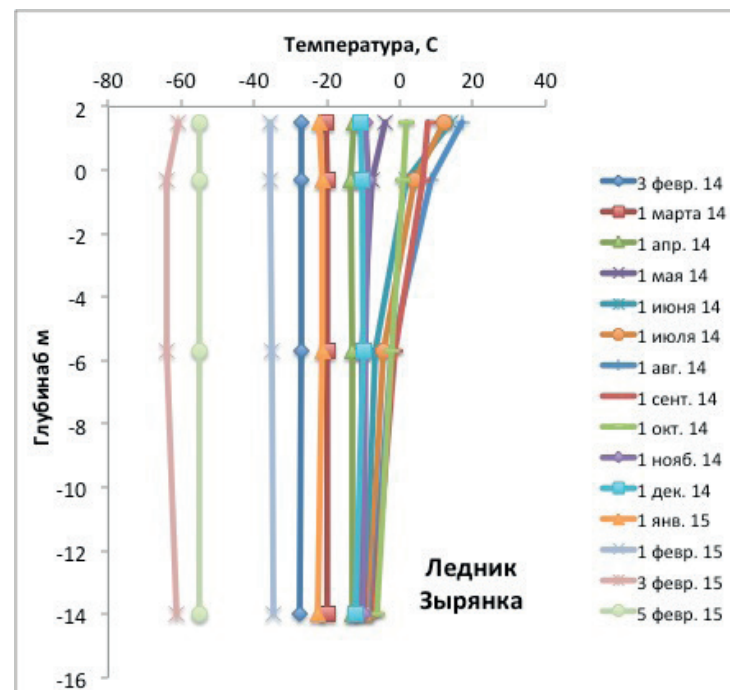 Температура, С
-80 -60 -40 -20 0 20 40
2
0
-2
-4
-6
-8
-10
-12
-14
-16
Глубинаб м
Ледник
Зырянка
3 февр. 14
1 марта 14
1 апр. 14
1 мая 14
1 июня 14
1 июля 14
1 авг. 14
1 сент. 14
1 окт. 14
1 нояб. 14
1 дек. 14
1 янв. 15
1 февр. 15
3 февр. 15
5 февр. 15